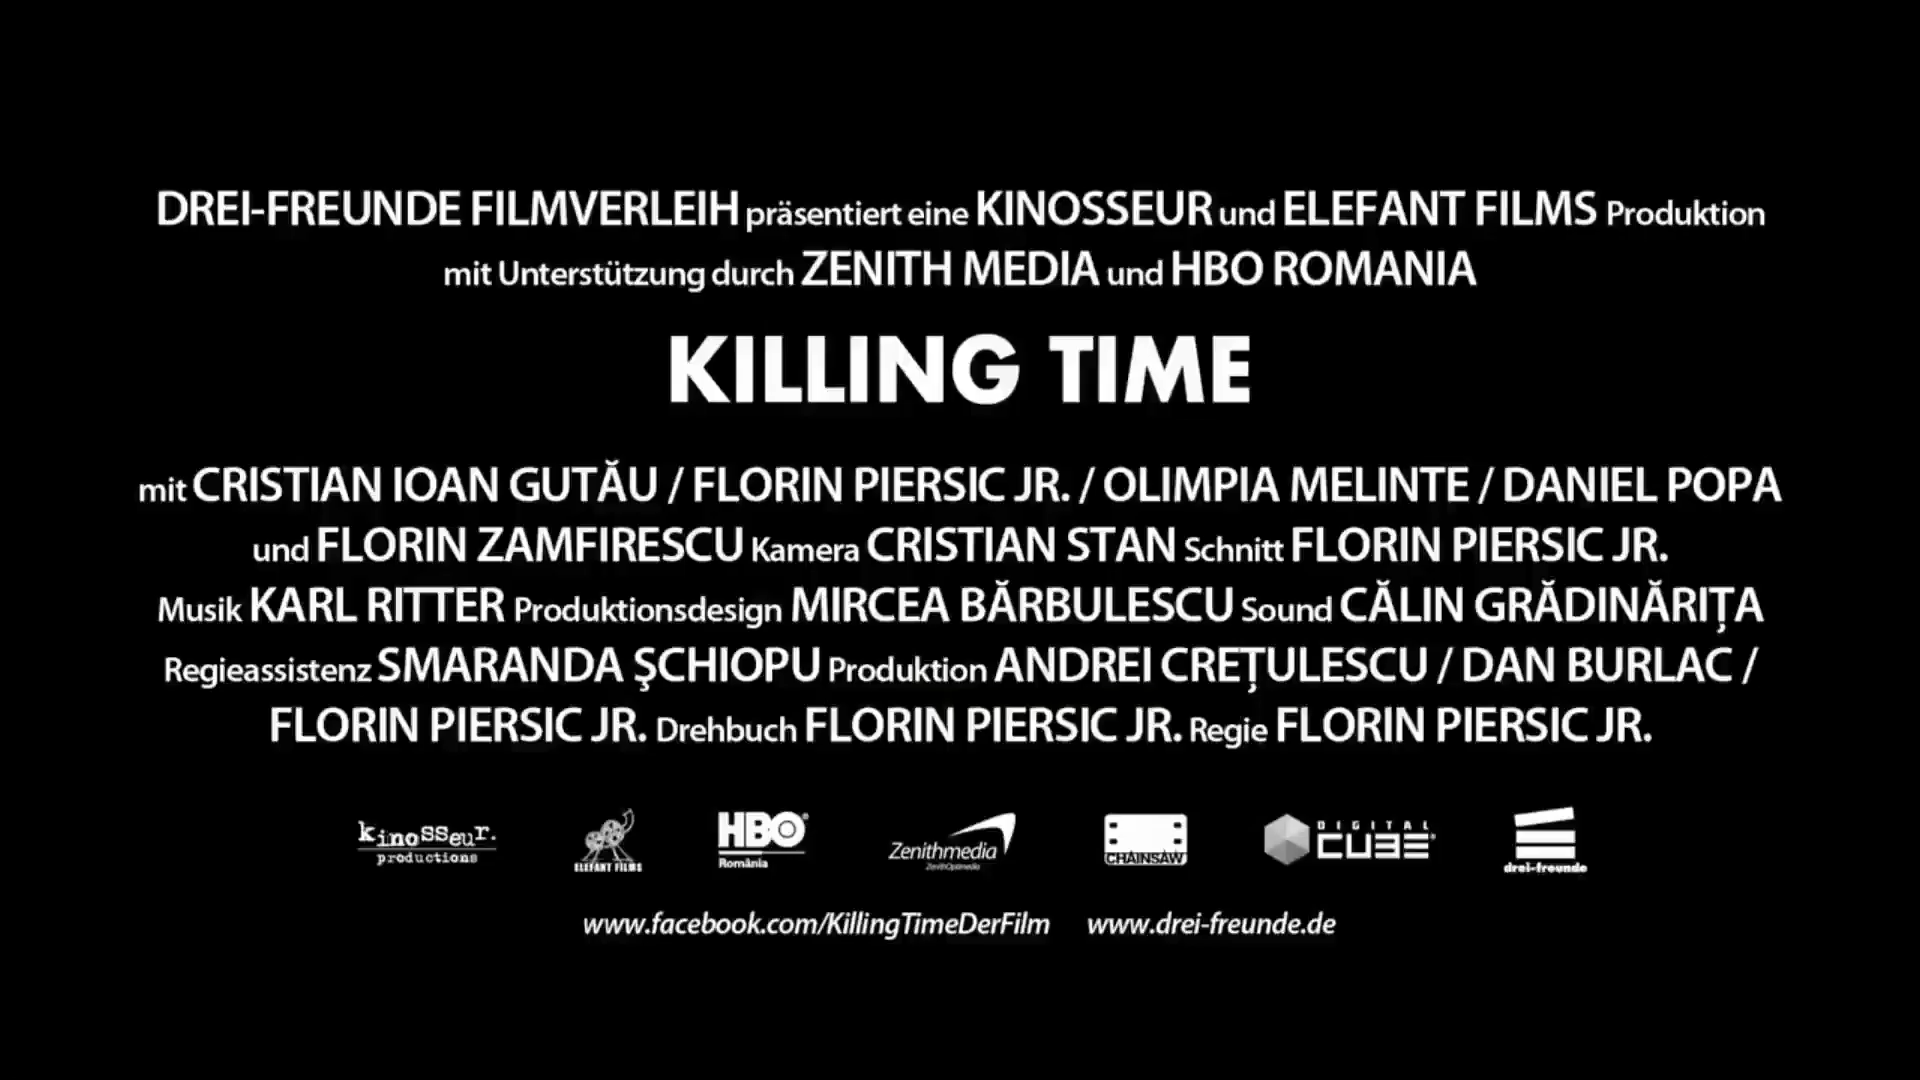 DREI-FREUNDE FILMVERLEIH präsentiert eine KINOSSEUR und ELEFANT FILMS Produktion
mit Unterstützung durch ZENITH MEDIA und HBO ROMANIA
KILLING TIME
mit CRISTIAN IOAN GUTĂU / FLORIN PIERSIC JR. / OLIMPIA MELINTE / DANIEL POPA
und FLORIN ZAMFIRESCU Kamera CRISTIAN STAN Schnitt FLORIN PIERSIC JR.
Musik KARL RITTER Produktionsdesign MIRCEA BĂRBULESCU Sound CĂLIN GRĂDINĂRIȚA
Regieassistenz SMARANDA ŞCHIOPU Produktion ANDREI CREȚULESCU / DAN BURLAC /
FLORIN PIERSIC JR. Drehbuch FLORIN PIERSIC JR. Regie FLORIN PIERSIC JR.
kinosseur. productions
ELEFANT FILMS
HBO® România
Zenithmedia ZenithOptimedia
CHAINSAW
DIGITAL CUBE®
drei-freunde
www.facebook.com/KillingTimeDerFilm www.drei-freunde.de